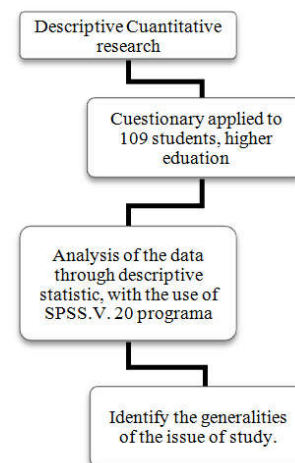 Descriptive Cuantitative
research
Cuestionary applied to
109 students, higher
eduation
Analysis of the data
through descriptive
statistic, with the use of
SPSS.V. 20 programa
Identify the generalities
of the issue of study.